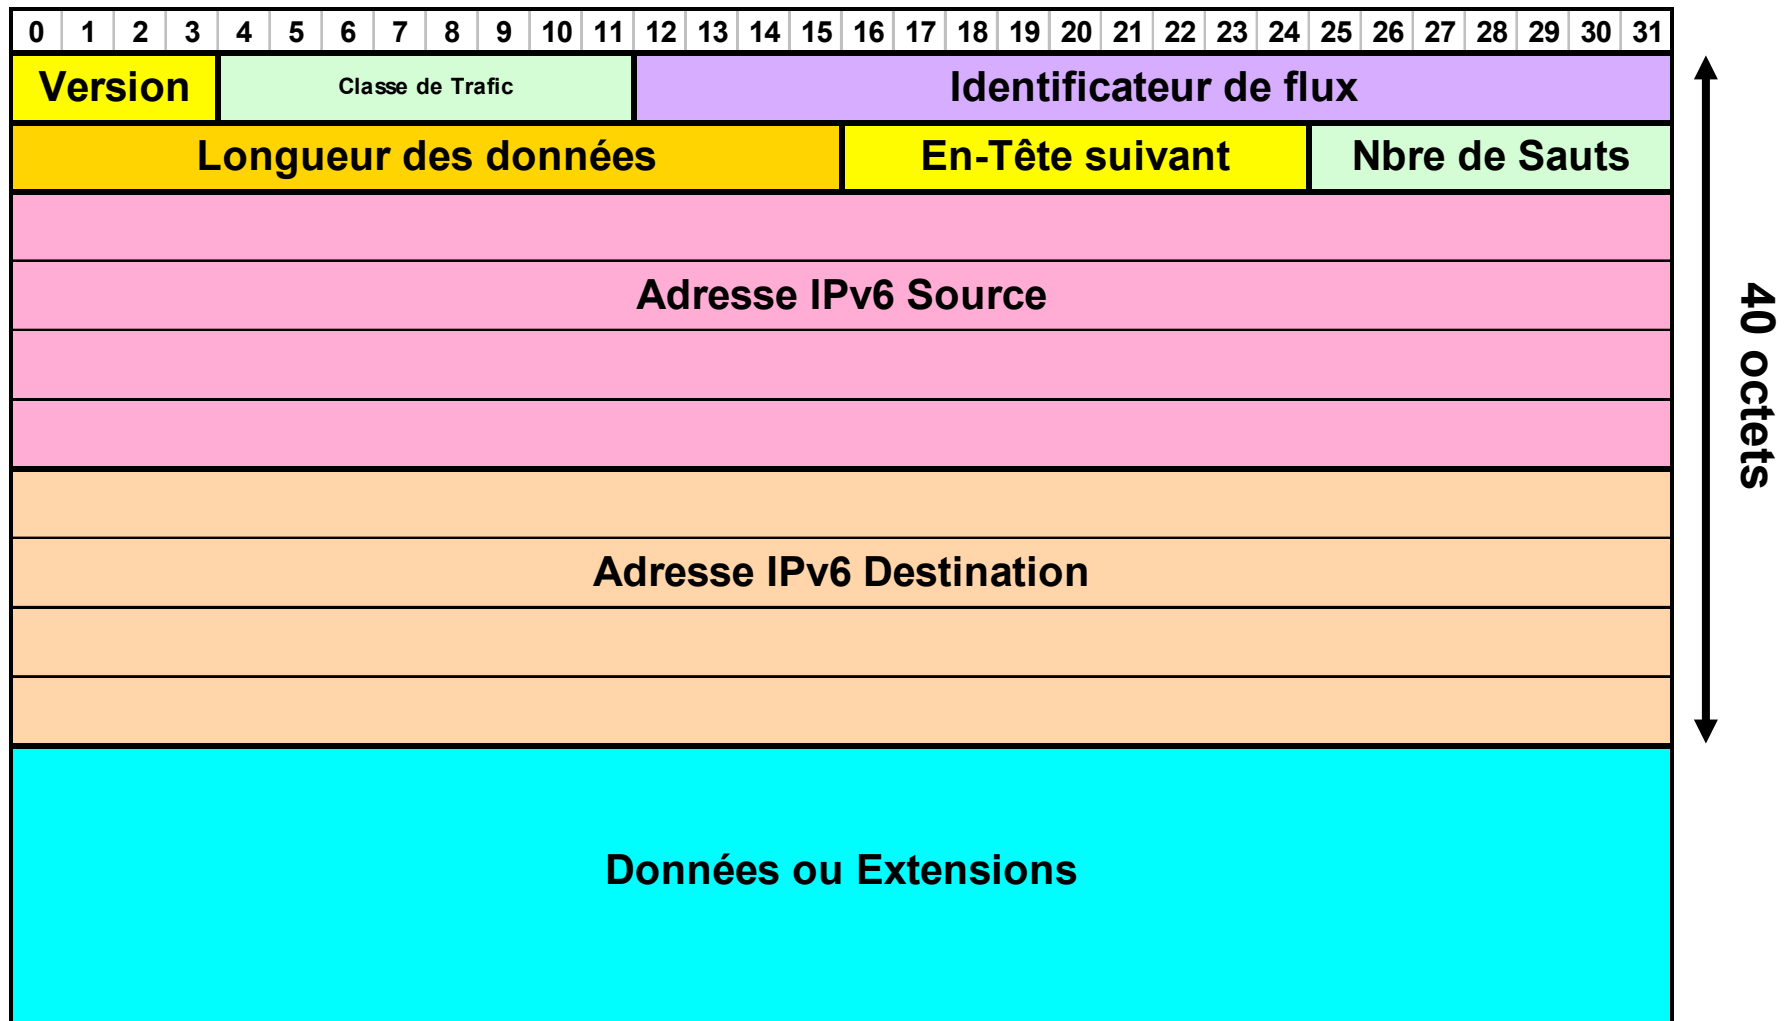 0 1 2 3 4 5 6 7 8 9 10 11 12 13 14 15 16 17 18 19 20 21 22 23 24 25 26 27 28 29 30 31
Version Classe de Trafic Identificateur de flux
Longueur des données En-Tête suivant Nbre de Sauts
Adresse IPv6 Source
40 octets
Adresse IPv6 Destination
Données ou Extensions